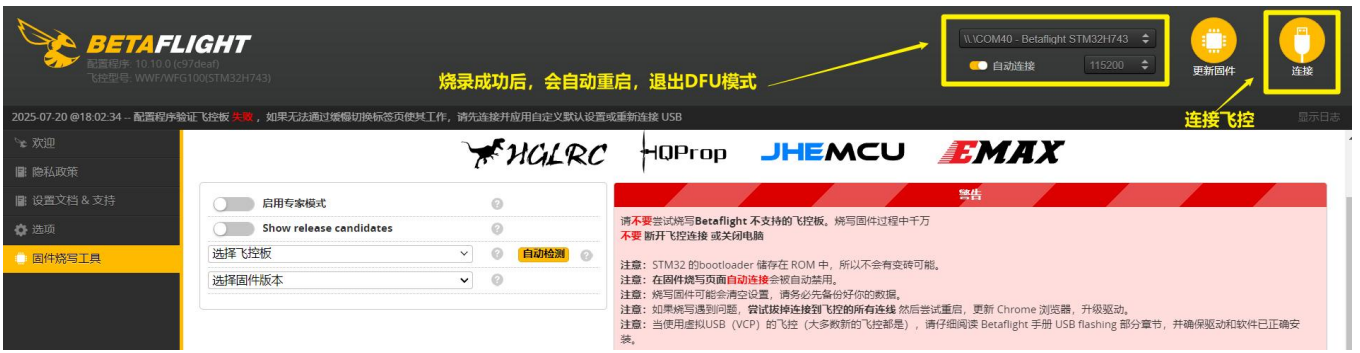 BETAFLIGHT
配置程序: 10.10.0 (c97deaf)
飞控型号: WWF/WFG100(STM32H743)
烧录成功后，会自动重启，退出DFU模式
\\.\COM40 - Betaflight STM32H743
自动连接
115200
更新固件
连接
连接飞控
2025-07-20 @18:02:34 -- 配置程序验证飞控板 失败 ，如果无法通过缓慢切换标签页使其工作，请先连接并应用自定义默认设置或重新连接 USB
显示日志
欢迎
隐私政策
设置文档 & 支持
选项
固件烧写工具
HGLRC
HQProp
JHEMCU
EMAX
启用专家模式
Show release candidates
选择飞控板
自动检测
选择固件版本
警告
请不要尝试烧写Betaflight 不支持的飞控板。烧写固件过程中千万
不要 断开飞控连接 或关闭电脑
注意：STM32 的bootloader 储存在 ROM 中，所以不会有变砖可能。
注意：在固件烧写页面自动连接会被自动禁用。
注意：烧写固件可能会清空设置，请务必先备份好你的数据。
注意：如果烧写遇到问题，尝试拔掉连接到飞控的所有连线 然后尝试重启，更新 Chrome 浏览器，升级驱动。
注意：当使用虚拟USB（VCP）的飞控（大多数新的飞控都是），请仔细阅读 Betaflight 手册 USB flashing 部分章节，并确保驱动和软件已正确安
装。